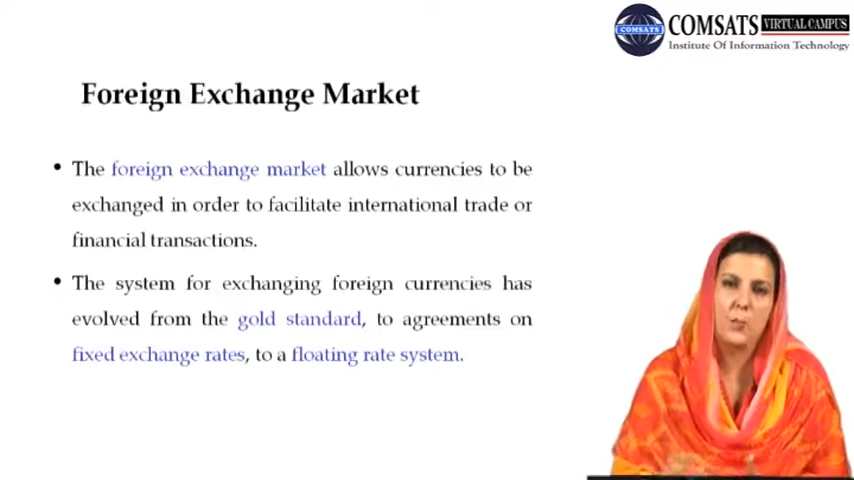 COMSATS VIRTUAL CAMPUS
COMSATS
Institute Of Information Technology
Foreign Exchange Market
• The foreign exchange market allows currencies to be
exchanged in order to facilitate international trade or
financial transactions.
• The system for exchanging foreign currencies has
evolved from the gold standard, to agreements on
fixed exchange rates, to a floating rate system.